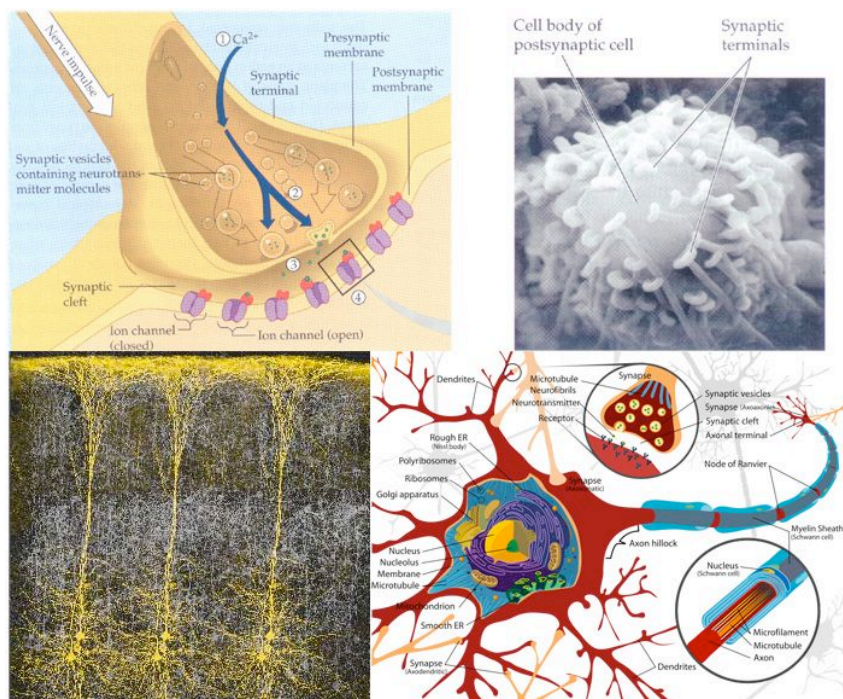 ① Ca²⁺
Nerve impulse
Presynaptic
membrane
Synaptic
terminal
Postsynaptic
membrane
Synaptic vesicles
containing neurotrans-
mitter molecules
②
③
④
Synaptic
cleft
Ion channel
(closed)
Ion channel (open)
Cell body of
postsynaptic cell
Synaptic
terminals
Dendrites
Microtubule
Neurofibrils
Neurotransmitter
Receptor
Synapse
Synaptic vesicles
Synapse (Axoaxonic)
Synaptic cleft
Axonal terminal
Rough ER
(Nissl body)
Polyribosomes
Ribosomes
Golgi apparatus
Synapse
(Axosomatic)
Node of Ranvier
Myelin Sheath
(Schwann cell)
Axon hillock
Nucleus
Nucleolus
Membrane
Microtubule
Mitochondrion
Smooth ER
Synapse
(Axodendritic)
Dendrites
Nucleus
(Schwann cell)
Microfilament
Microtubule
Axon